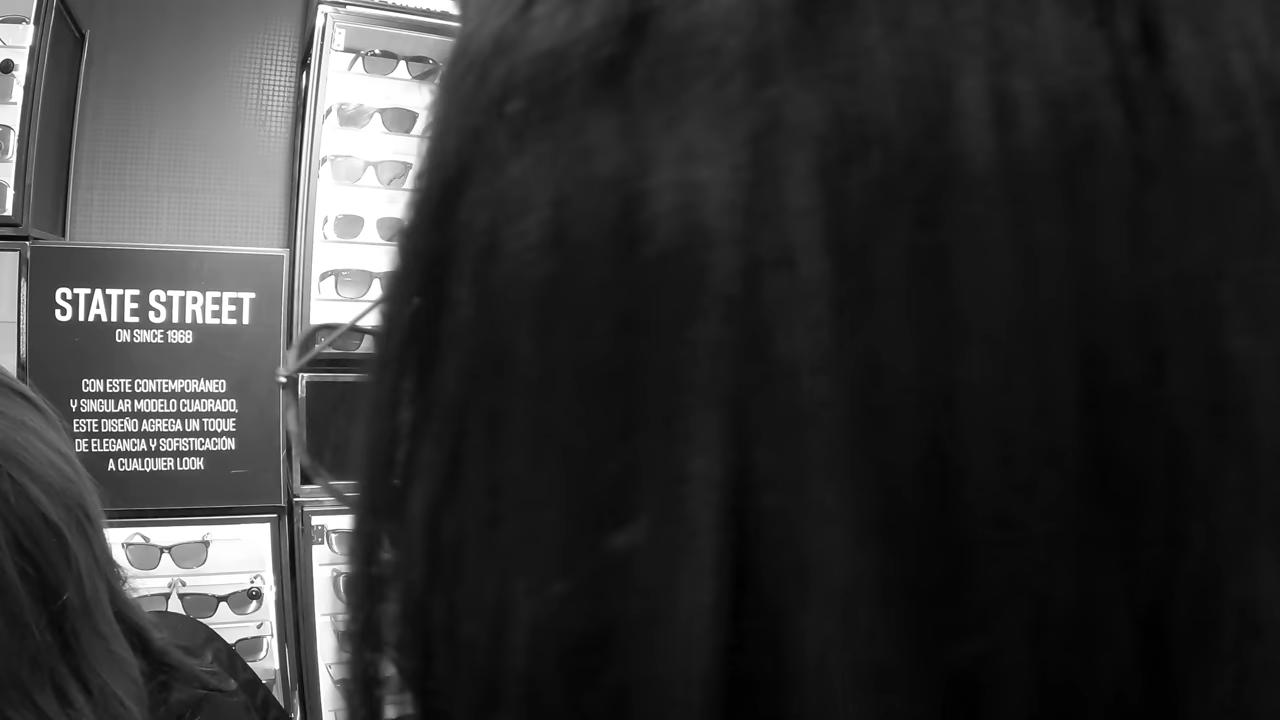 STATE STREET
ON SINCE 1968
CON ESTE CONTEMPORÁNEO
Y SINGULAR MODELO CUADRADO,
ESTE DISEÑO AGREGA UN TOQUE
DE ELEGANCIA Y SOFISTICACIÓN
A CUALQUIER LOOK